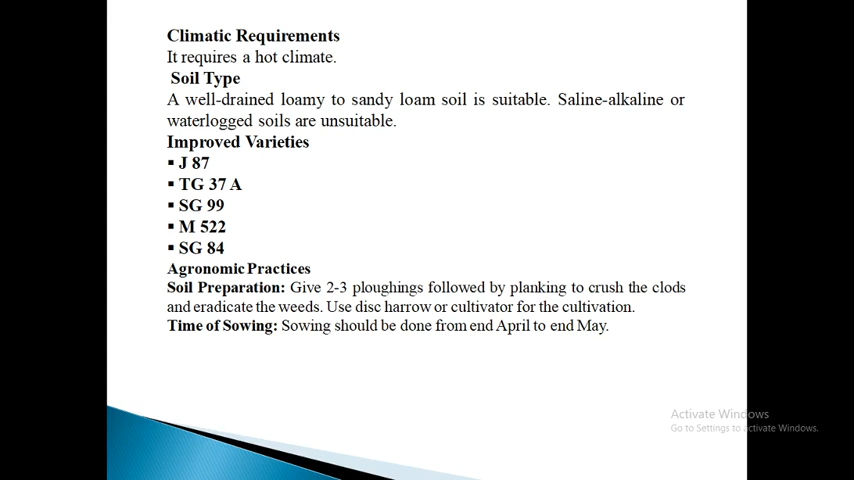 Climatic Requirements
It requires a hot climate.
Soil Type
A well-drained loamy to sandy loam soil is suitable. Saline-alkaline or
waterlogged soils are unsuitable.
Improved Varieties
▪ J 87
▪ TG 37 A
▪ SG 99
▪ M 522
▪ SG 84
Agronomic Practices
Soil Preparation: Give 2-3 ploughings followed by planking to crush the clods
and eradicate the weeds. Use disc harrow or cultivator for the cultivation.
Time of Sowing: Sowing should be done from end April to end May.
Activate Windows
Go to Settings to activate Windows.